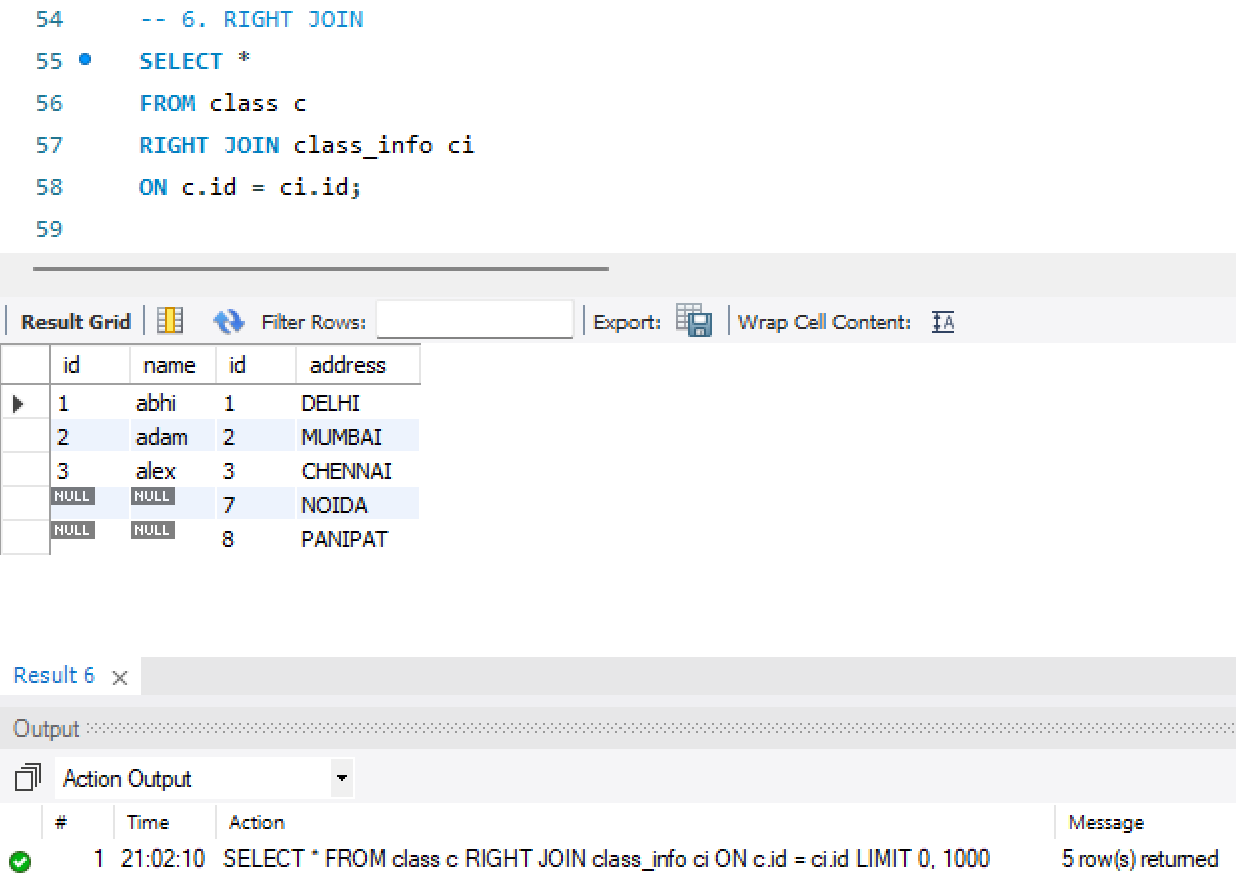 54 -- 6. RIGHT JOIN
55 SELECT *
56 FROM class c
57 RIGHT JOIN class_info ci
58 ON c.id = ci.id;
59
Result Grid Filter Rows: Export: Wrap Cell Content: IA
id name id address
1 abhi 1 DELHI
2 adam 2 MUMBAI
3 alex 3 CHENNAI
NULL NULL 7 NOIDA
NULL NULL 8 PANIPAT
Result 6 ×
Output
Action Output
# Time Action Message
1 21:02:10 SELECT * FROM class c RIGHT JOIN class_info ci ON c.id = ci.id LIMIT 0, 1000 5 row(s) returned